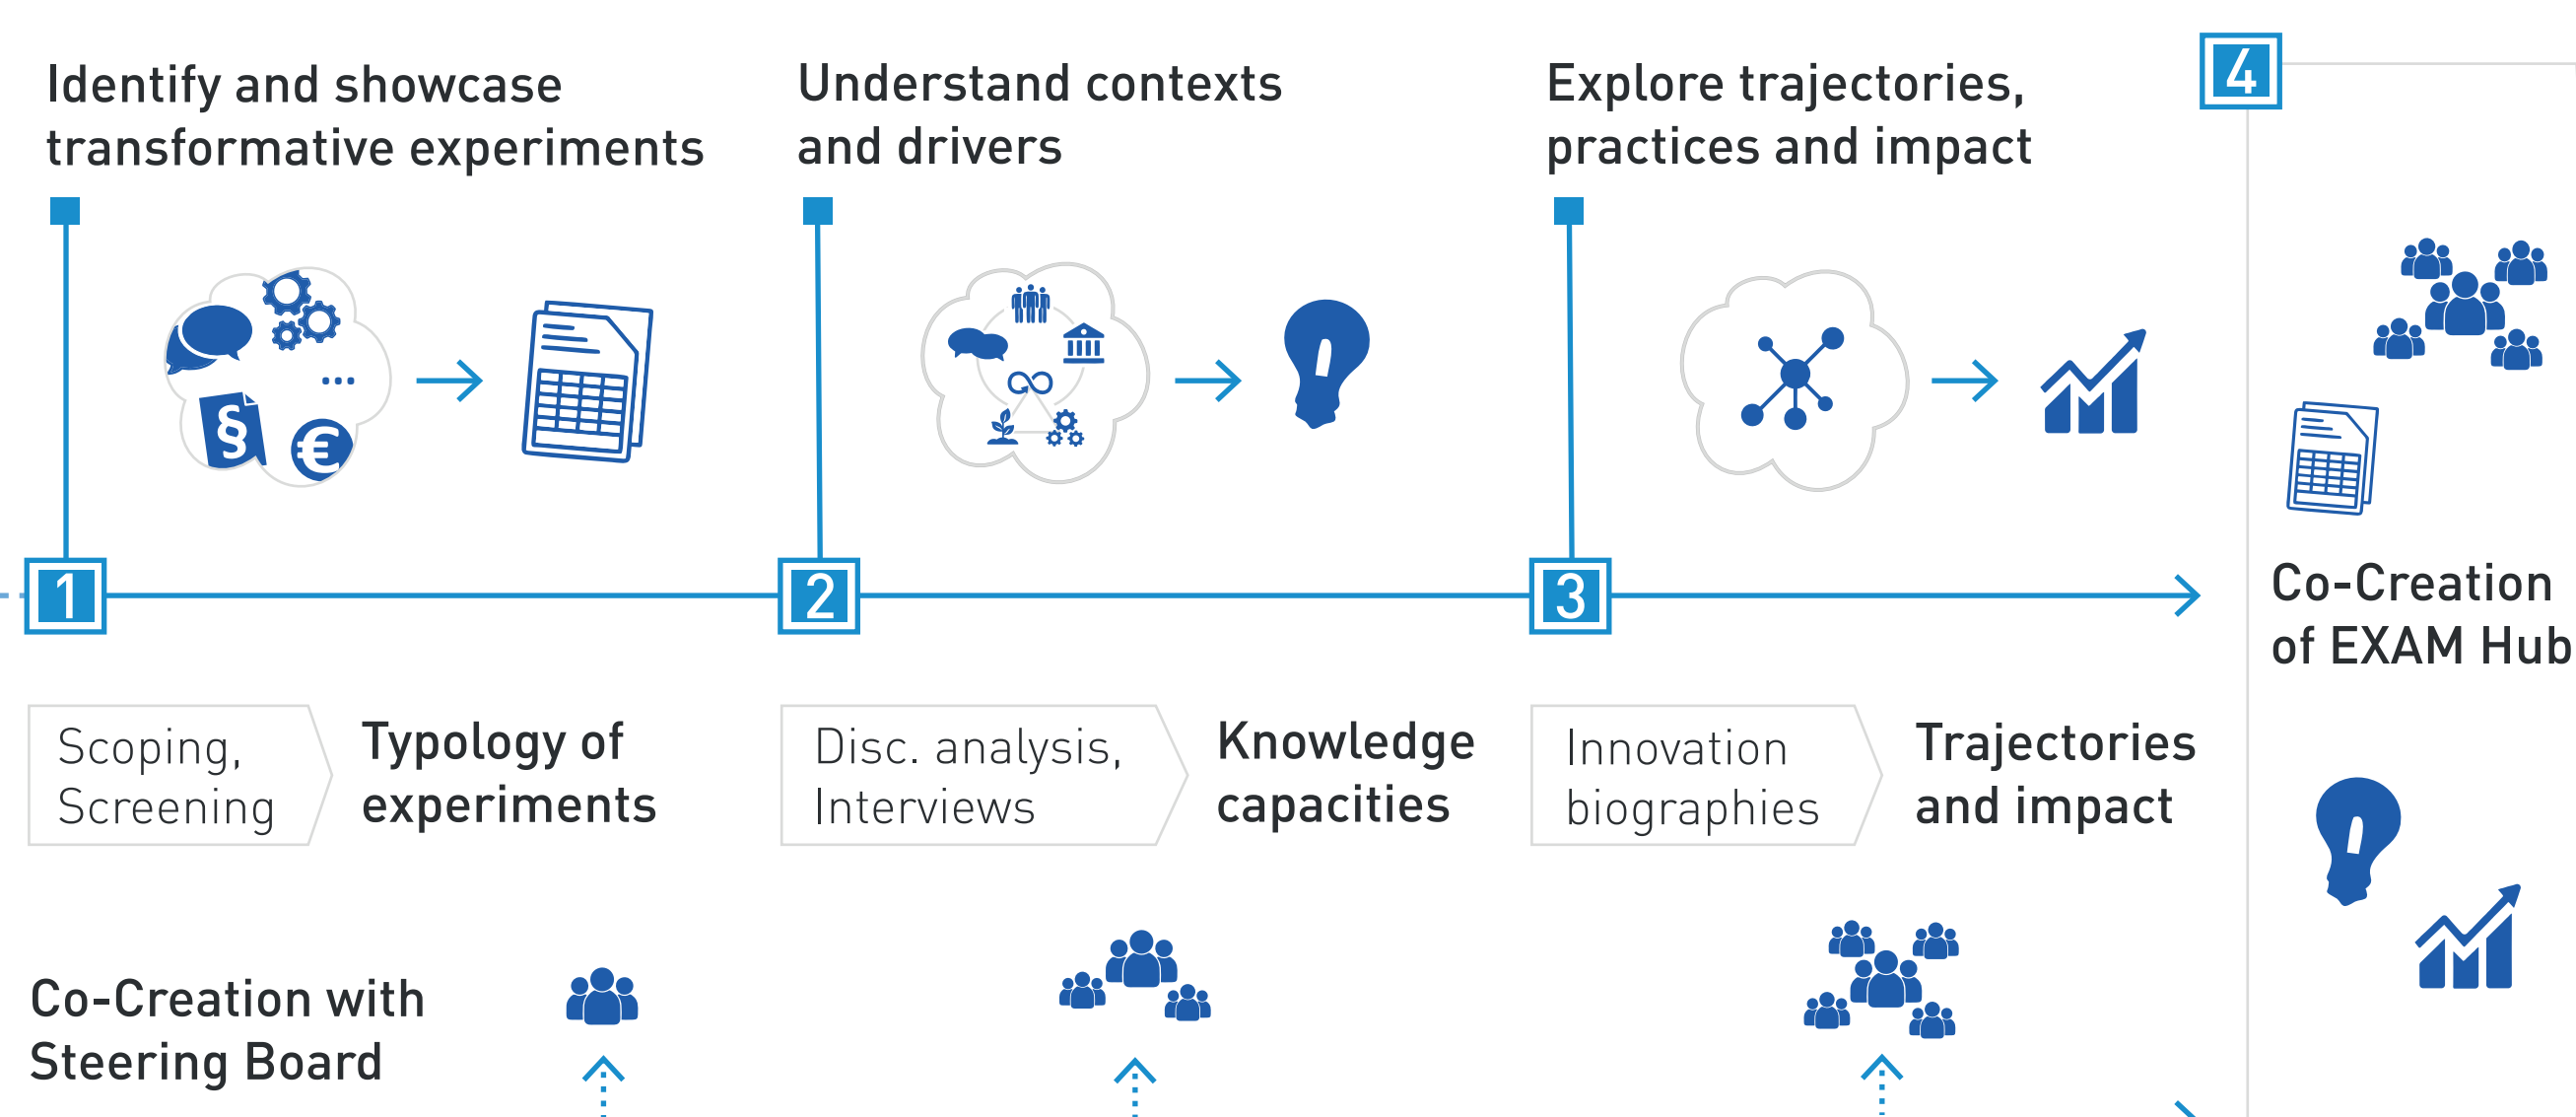 Identify and showcase
transformative experiments
Understand contexts
and drivers
Explore trajectories,
practices and impact
4
...
§
€
1
2
3
Co-Creation
of EXAM Hub
Scoping,
Screening
Typology of
experiments
Disc. analysis,
Interviews
Knowledge
capacities
Innovation
biographies
Trajectories
and impact
Co-Creation with
Steering Board